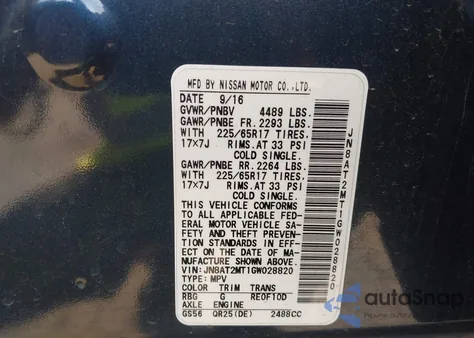 MFD BY NISSAN MOTOR CO.,LTD.
DATE 9/16
GVWR/PNBV 4489 LBS.
GAWR/PNBE FR. 2293 LBS.
WITH 225/65R17 TIRES.
17×7J RIMS.AT 33 PSI
COLD SINGLE.
GAWR/PNBE RR. 2264 LBS.
WITH 225/65R17 TIRES.
17×7J RIMS.AT 33 PSI
COLD SINGLE.
THIS VEHICLE CONFORMS
TO ALL APPLICABLE FED-
ERAL MOTOR VEHICLE SA-
FETY AND THEFT PREVEN-
TION STANDARDS IN EFF-
ECT ON THE DATE OF MA-
NUFACTURE SHOWN ABOVE.
VIN:JN8AT2MT1GW028820
TYPE: MPV
COLOR TRIM TRANS
RBG G RE0F10D
AXLE ENGINE
GS56 QR25(DE) 2488CC
JN8AT2MT1GW028820
autoSnap